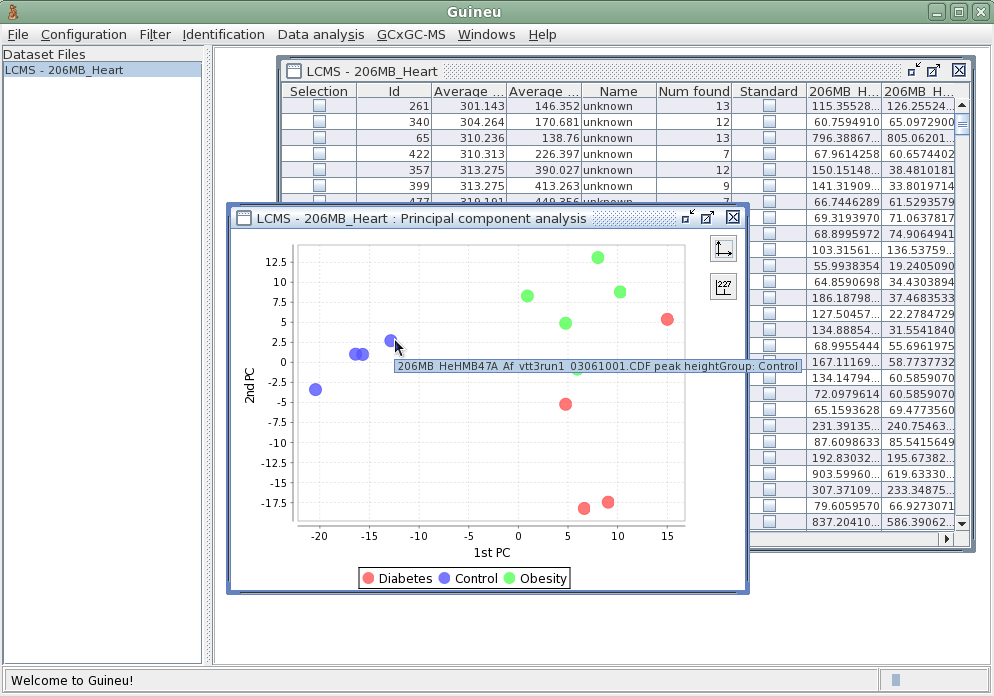 Guineu
File Configuration Filter Identification Data analysis GCxGC-MS Windows Help
Dataset Files
LCMS - 206MB_Heart
LCMS - 206MB_Heart
Selection Id Average ... Average ... Name Num found Standard 206MB_H... 206MB_H...
261 301.143 146.352 unknown 13 115.35528... 126.25524...
340 304.264 170.681 unknown 12 60.7594910 65.0972900
65 310.236 138.76 unknown 13 796.38867... 805.06201...
422 310.313 226.397 unknown 7 67.9614258 60.6574402
357 313.275 390.027 unknown 12 150.15148... 38.4810181
399 313.275 413.263 unknown 9 141.31909... 33.8019714
477 319.191 449.356 unknown 7 66.7446289 61.5293579
69.3193970 71.0637817
68.8995972 74.9064941
103.31561... 136.53759...
55.9938354 19.2405090
64.8590698 34.4303894
186.18798... 37.4683533
127.50457... 22.2784729
134.88854... 31.5541840
68.9955444 55.6961975
167.11169... 58.7737732
134.14794... 60.5859070
72.0979614 60.5859070
65.1593628 69.4773560
231.39135... 240.75463...
87.6098633 85.5415649
192.83032... 195.67382...
903.59960... 619.63330...
307.37109... 233.34875...
79.6059570 66.9273071
837.20410... 586.39062...
LCMS - 206MB_Heart : Principal component analysis
227
12.5
10
7.5
5
2.5
0
-2.5
-5
-7.5
-10
-12.5
-15
-17.5
2nd PC
206MB HeHMB47A Af vtt3run1 03061001.CDF peak heightGroup: Control
-20 -15 -10 -5 0 5 10 15
1st PC
Diabetes Control Obesity
Welcome to Guineu!